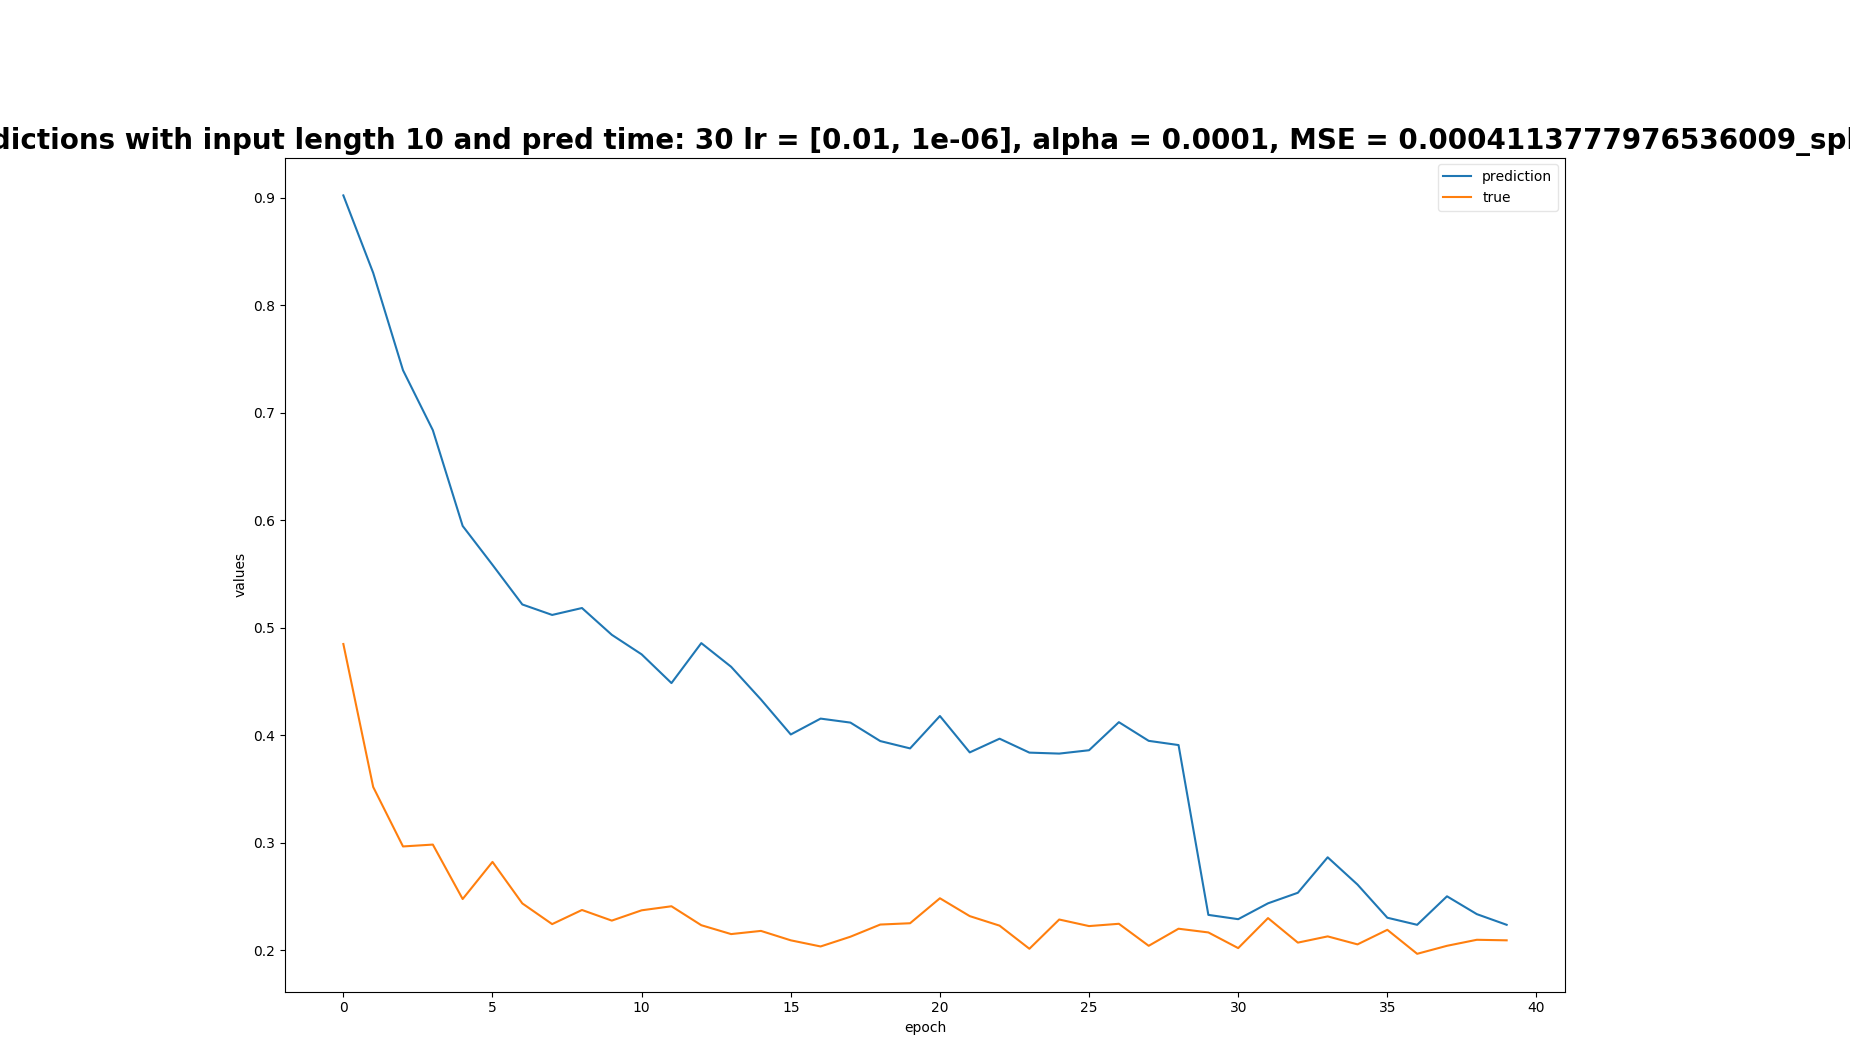 dictions with input length 10 and pred time: 30 lr = [0.01, 1e-06], alpha = 0.0001, MSE = 0.0004113777976536009_spl
prediction
true
0.9
0.8
0.7
0.6
0.5
0.4
0.3
0.2
values
0 5 10 15 20 25 30 35 40
epoch